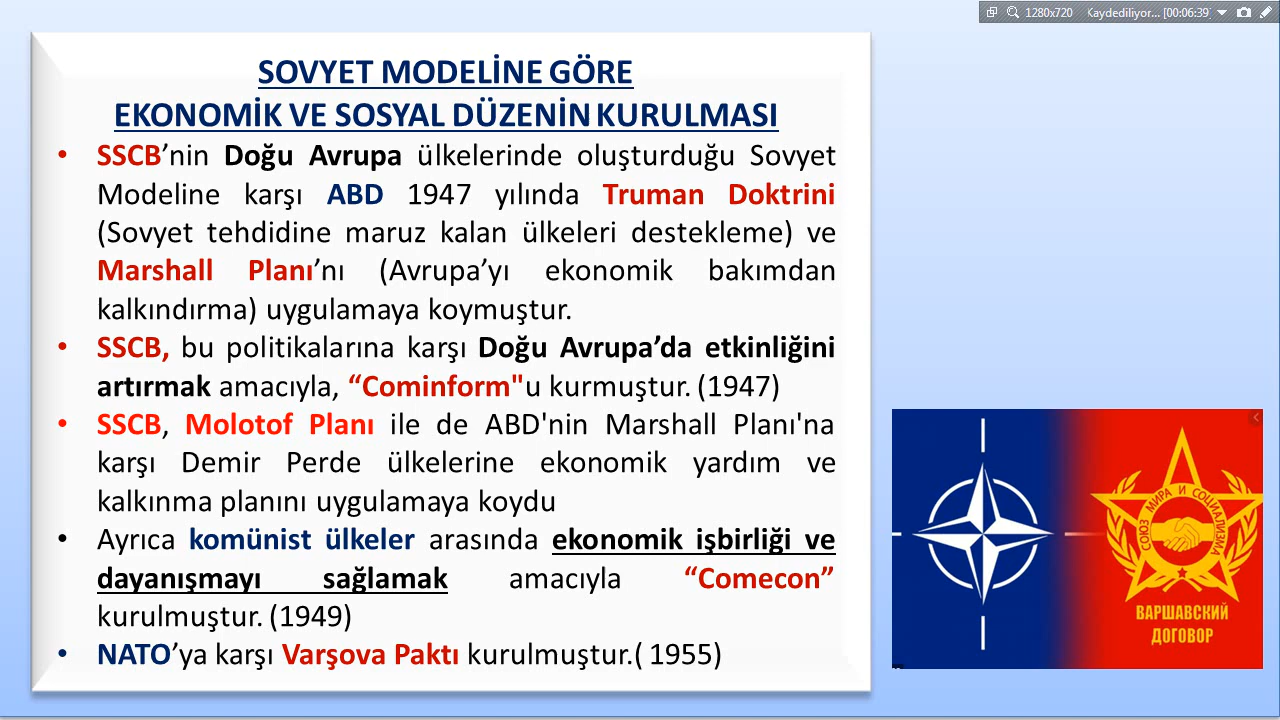 1280x720 Kaydediliyor... [00:06:39]
SOVYET MODELİNE GÖRE
EKONOMİK VE SOSYAL DÜZENİN KURULMASI
• SSCB’nin Doğu Avrupa ülkelerinde oluşturduğu Sovyet
Modeline karşı ABD 1947 yılında Truman Doktrini
(Sovyet tehdidine maruz kalan ülkeleri destekleme) ve
Marshall Planı’nı (Avrupa’yı ekonomik bakımdan
kalkındırma) uygulamaya koymuştur.
• SSCB, bu politikalarına karşı Doğu Avrupa’da etkinliğini
artırmak amacıyla, “Cominform"u kurmuştur. (1947)
• SSCB, Molotof Planı ile de ABD'nin Marshall Planı'na
karşı Demir Perde ülkelerine ekonomik yardım ve
kalkınma planını uygulamaya koydu
• Ayrıca komünist ülkeler arasında ekonomik işbirliği ve
dayanışmayı sağlamak amacıyla “Comecon”
kurulmuştur. (1949)
• NATO’ya karşı Varşova Paktı kurulmuştur.( 1955)
СОЮЗ МИРА И СОЦИАЛИЗМА
ВАРШАВСКИЙ
ДОГОВОР